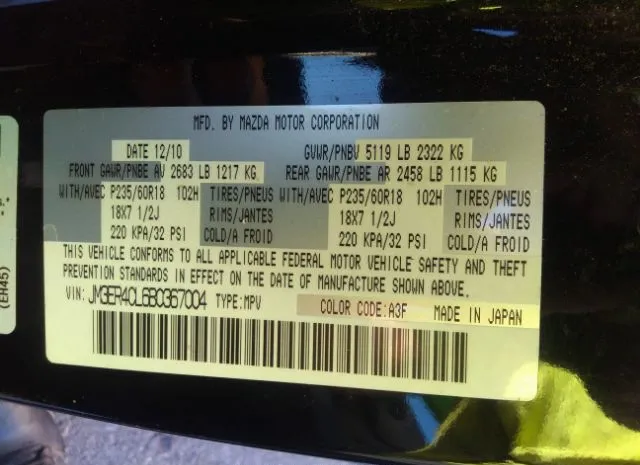 MFD. BY MAZDA MOTOR CORPORATION
DATE 12/10 GVWR/PNBV 5119 LB 2322 KG
FRONT GAWR/PNBE AV 2683 LB 1217 KG REAR GAWR/PNBE AR 2458 LB 1115 KG
WITH/AVEC P235/60R18 102H TIRES/PNEUS WITH/AVEC P235/60R18 102H TIRES/PNEUS
18X7 1/2J RIMS/JANTES 18X7 1/2J RIMS/JANTES
220 KPA/32 PSI COLD/A FROID 220 KPA/32 PSI COLD/A FROID
THIS VEHICLE CONFORMS TO ALL APPLICABLE FEDERAL MOTOR VEHICLE SAFETY AND THEFT
PREVENTION STANDARDS IN EFFECT ON THE DATE OF MANUFACTURE SHOWN ABOVE.
VIN: JM3ER4CL6B0367004 TYPE:MPV COLOR CODE:A3F MADE IN JAPAN
(EH45)